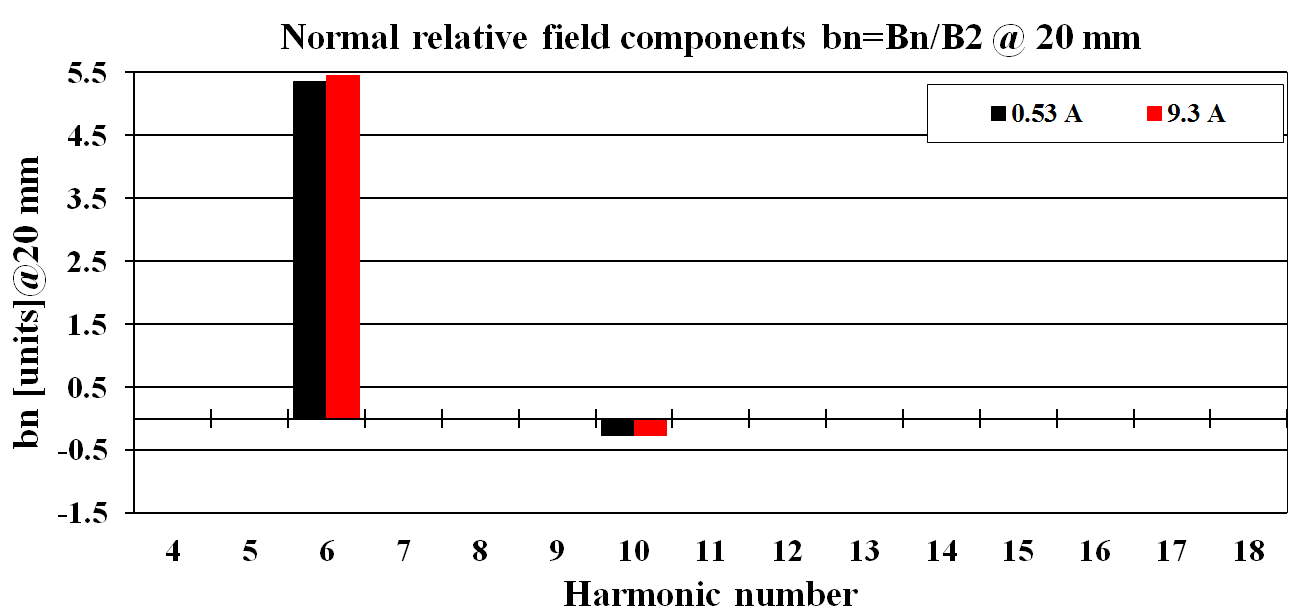 Normal relative field components bn=Bn/B2 @ 20 mm
5.5
0.53 A 9.3 A
4.5
3.5
2.5
1.5
0.5
-0.5
-1.5
bn [units]@20 mm
4 5 6 7 8 9 10 11 12 13 14 15 16 17 18
Harmonic number